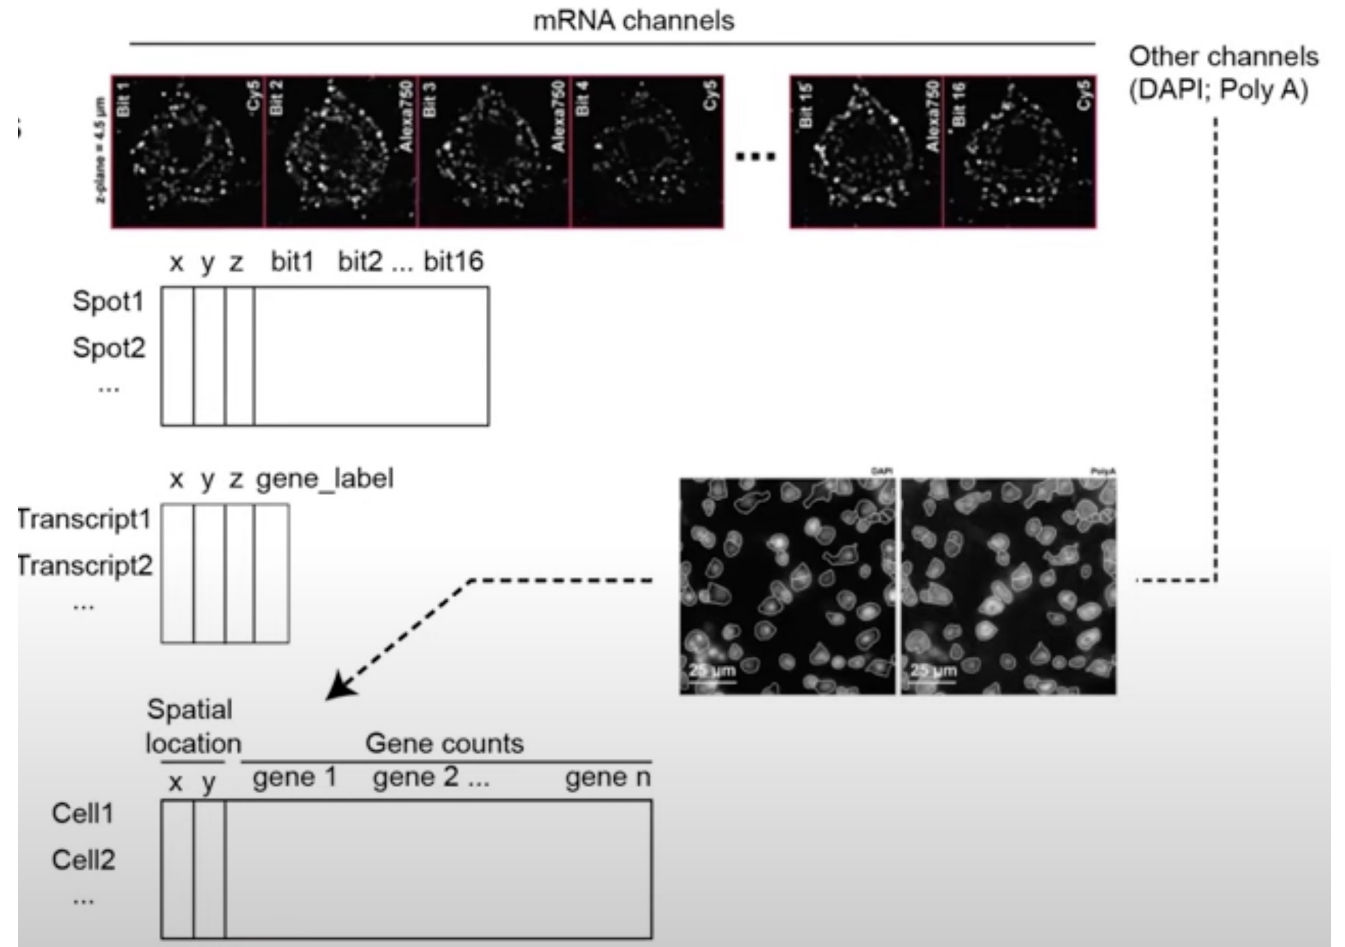 mRNA channels
Other channels
(DAPI; Poly A)
z-plane = 4.5 μm
Bit 1
Cy5
Bit 2
Alexa750
Bit 3
Alexa750
Bit 4
Cy5
...
Bit 15
Alexa750
Bit 16
Cy5
x y z bit1 bit2 ... bit16
Spot1
Spot2
...
x y z gene_label
Transcript1
Transcript2
...
DAPI
PolyA
25 μm
25 μm
Spatial
location
Gene counts
x y gene 1 gene 2 ... gene n
Cell1
Cell2
...